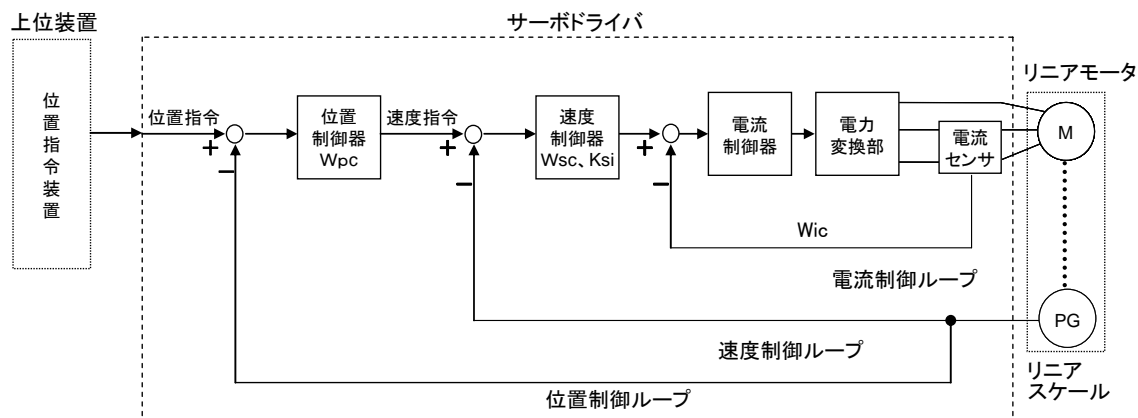 上位装置
サーボドライバ
リニアモータ
位置指令装置
位置指令
+
−
位置
制御器
Wpc
速度指令
+
−
速度
制御器
Wsc、Ksi
+
−
電流
制御器
電力
変換部
電流
センサ
M
Wic
電流制御ループ
PG
速度制御ループ
位置制御ループ
リニア
スケール